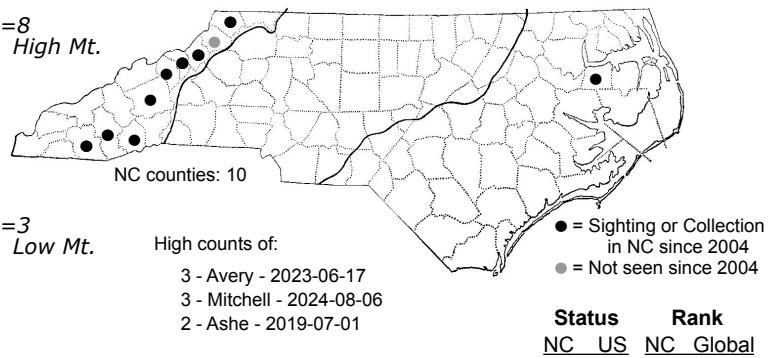 =8
High Mt.
NC counties: 10
=3
Low Mt.
High counts of:
3 - Avery - 2023-06-17
3 - Mitchell - 2024-08-06
2 - Ashe - 2019-07-01
= Sighting or Collection
in NC since 2004
= Not seen since 2004
Status Rank
NC US NC Global